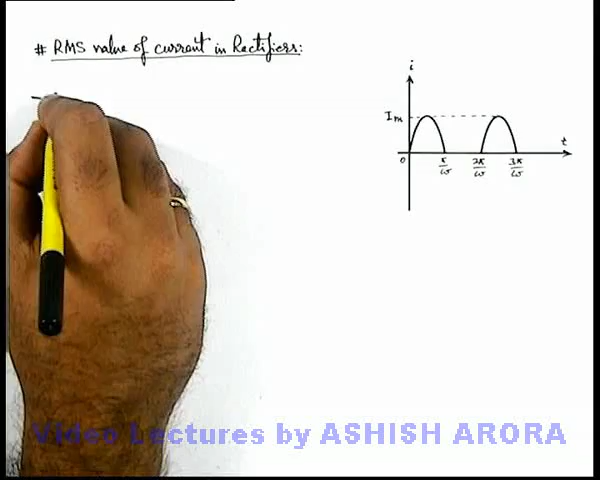 # RMS value of current in Rectifiers:
i
Im
t
0
π/ω 2π/ω 3π/ω
Video Lectures by ASHISH ARORA